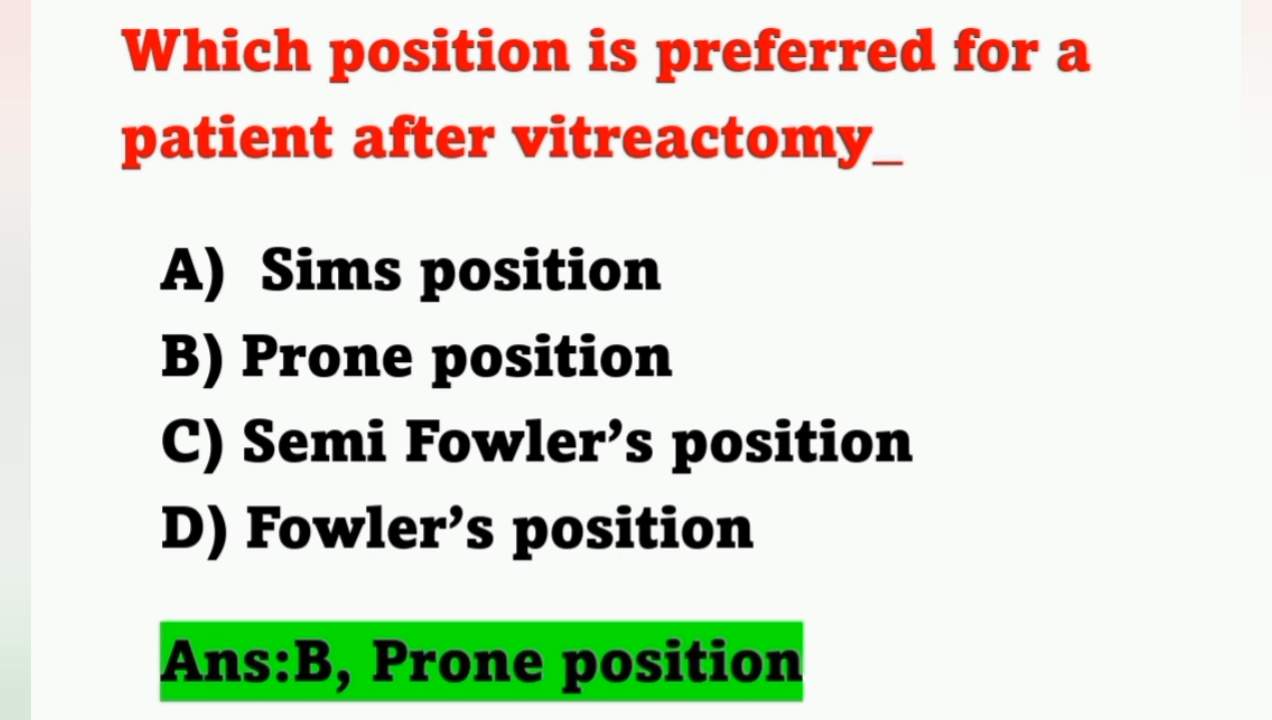 Which position is preferred for a
patient after vitreactomy_
A) Sims position
B) Prone position
C) Semi Fowler’s position
D) Fowler’s position
Ans:B, Prone position